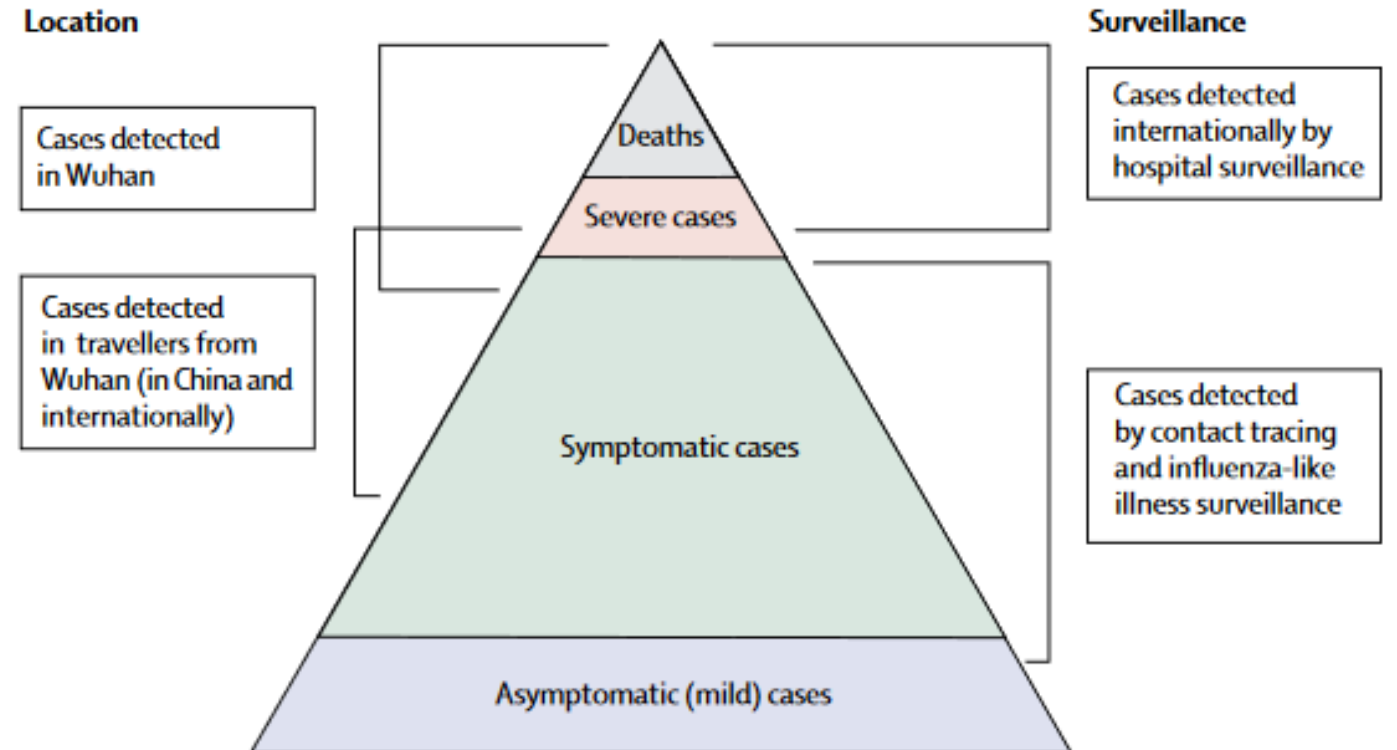 Location
Surveillance
Cases detected
in Wuhan
Cases detected
in travellers from
Wuhan (in China and
internationally)
Deaths
Severe cases
Symptomatic cases
Asymptomatic (mild) cases
Cases detected
internationally by
hospital surveillance
Cases detected
by contact tracing
and influenza-like
illness surveillance